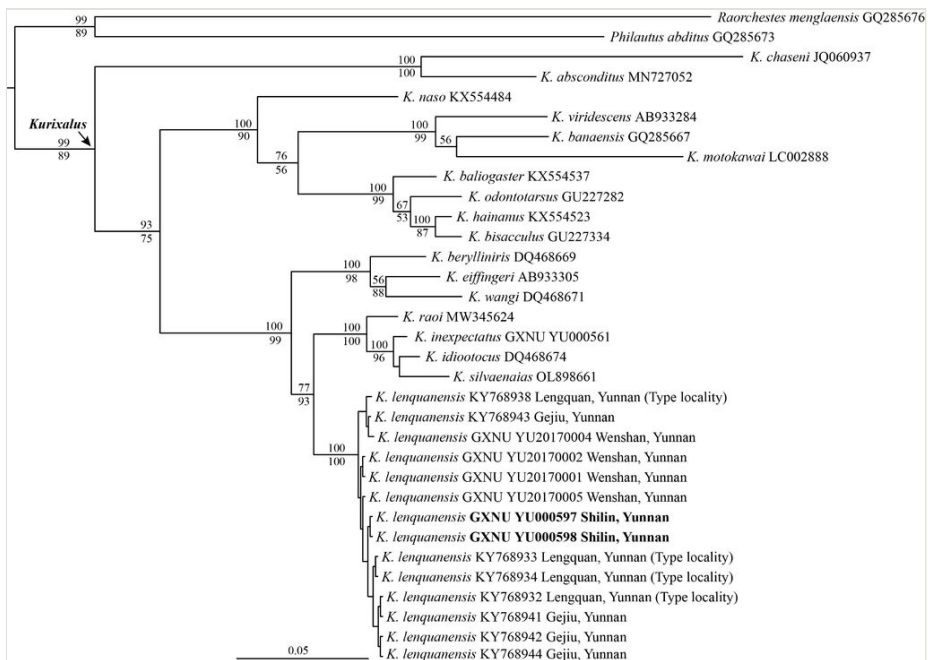 99
89
Raorchestes menglaensis GQ285676
Philautus abditus GQ285673
K. chaseni JQ060937
100
100
K. absconditus MN727052
K. naso KX554484
Kurixalus
99
89
100
90
K. viridescens AB933284
100
99
K. banaensis GQ285667
56
K. motokawai LC002888
76
56
K. baliogaster KX554537
100
99
K. odontotarsus GU227282
67
53
K. hainanus KX554523
100
87
K. bisacculus GU227334
93
75
K. berylliniris DQ468669
100
98
K. eiffingeri AB933305
56
88
K. wangi DQ468671
100
99
K. raoi MW345624
100
100
K. inexpectatus GXNU YU000561
100
96
K. idiootocus DQ468674
K. silvaenaias OL898661
77
93
K. lenquanensis KY768938 Lengquan, Yunnan (Type locality)
K. lenquanensis KY768943 Gejiu, Yunnan
K. lenquanensis GXNU YU20170004 Wenshan, Yunnan
100
100
K. lenquanensis GXNU YU20170002 Wenshan, Yunnan
K. lenquanensis GXNU YU20170001 Wenshan, Yunnan
K. lenquanensis GXNU YU20170005 Wenshan, Yunnan
K. lenquanensis GXNU YU000597 Shilin, Yunnan
K. lenquanensis GXNU YU000598 Shilin, Yunnan
K. lenquanensis KY768933 Lengquan, Yunnan (Type locality)
K. lenquanensis KY768934 Lengquan, Yunnan (Type locality)
K. lenquanensis KY768932 Lengquan, Yunnan (Type locality)
K. lenquanensis KY768941 Gejiu, Yunnan
K. lenquanensis KY768942 Gejiu, Yunnan
K. lenquanensis KY768944 Gejiu, Yunnan
0.05